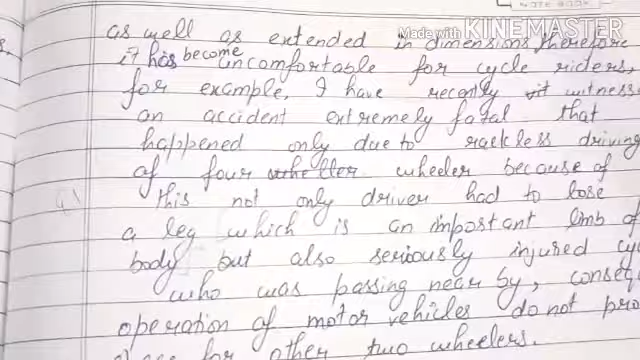 NOTE BOOK
Made with KINEMASTER
as well as extended in dimensions therefore
it has become uncomfortable for cycle riders,
for example, I have recently witness
an accident extremely fatal that
happened only due to rackless driving
of four wheeler because of
this not only driver had to lose
a leg which is an important limb of
body but also seriously injured cy
who was passing near by, conseq
operation of motor vehicles do not pro
for other two wheelers.